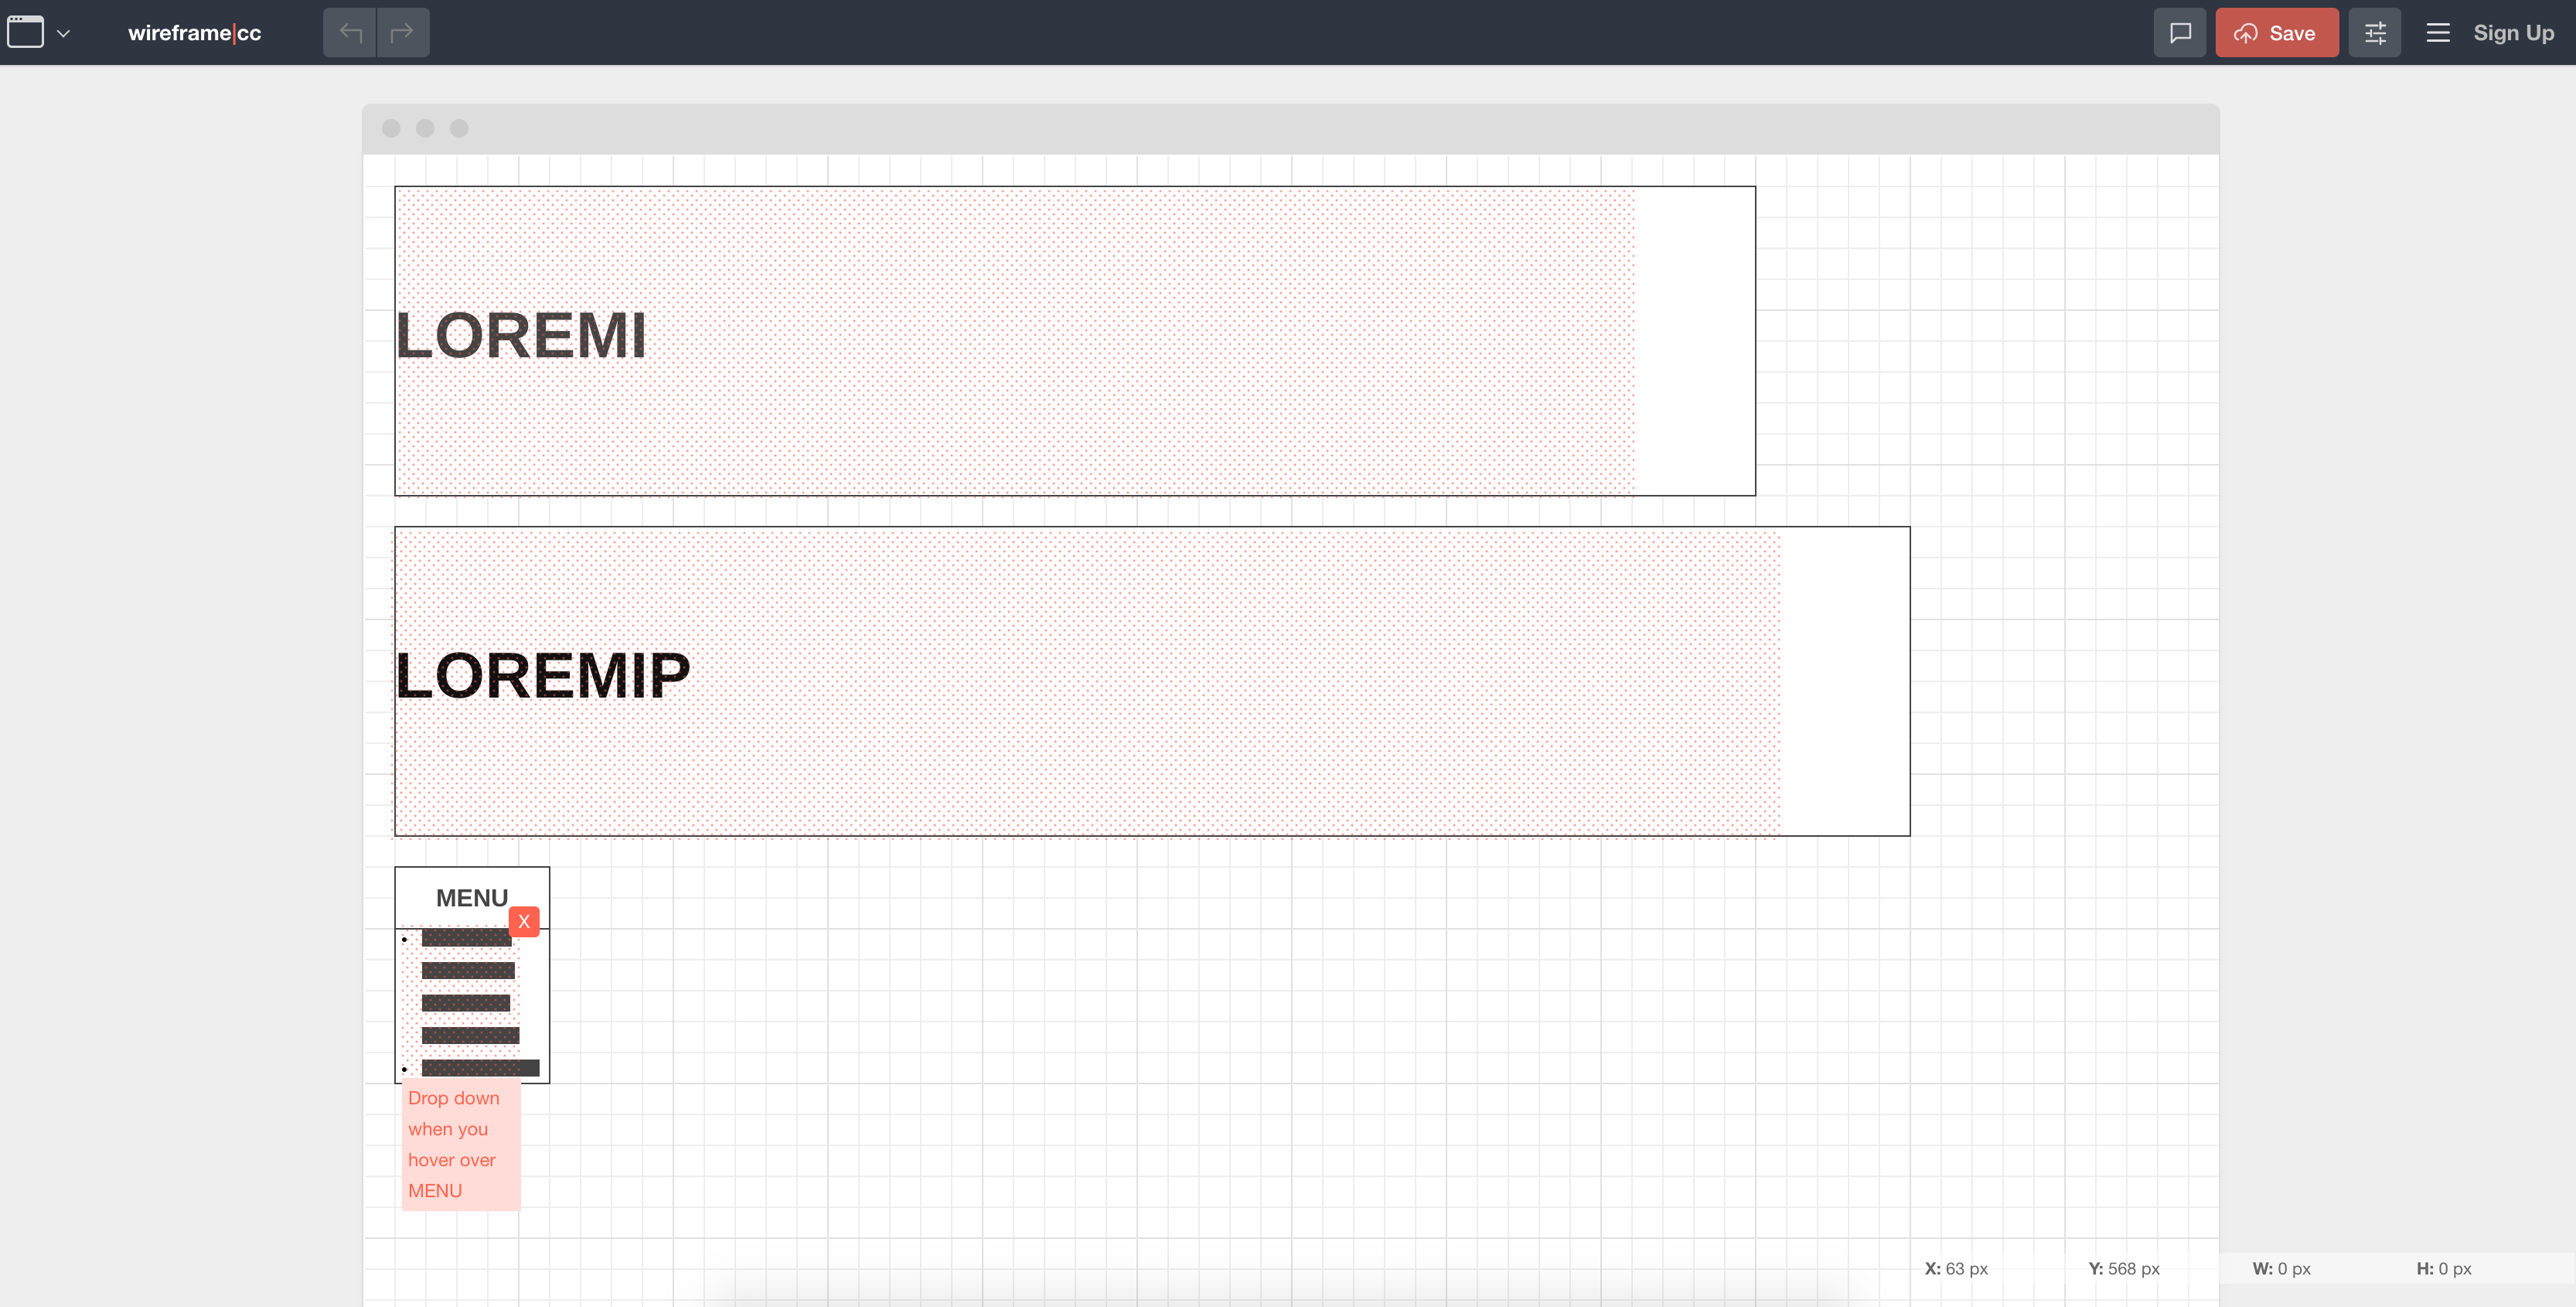 wireframe|cc
Save
Sign Up
LOREMI
LOREMIP
MENU
X
Drop down
when you
hover over
MENU
X: 63 px Y: 568 px W: 0 px H: 0 px